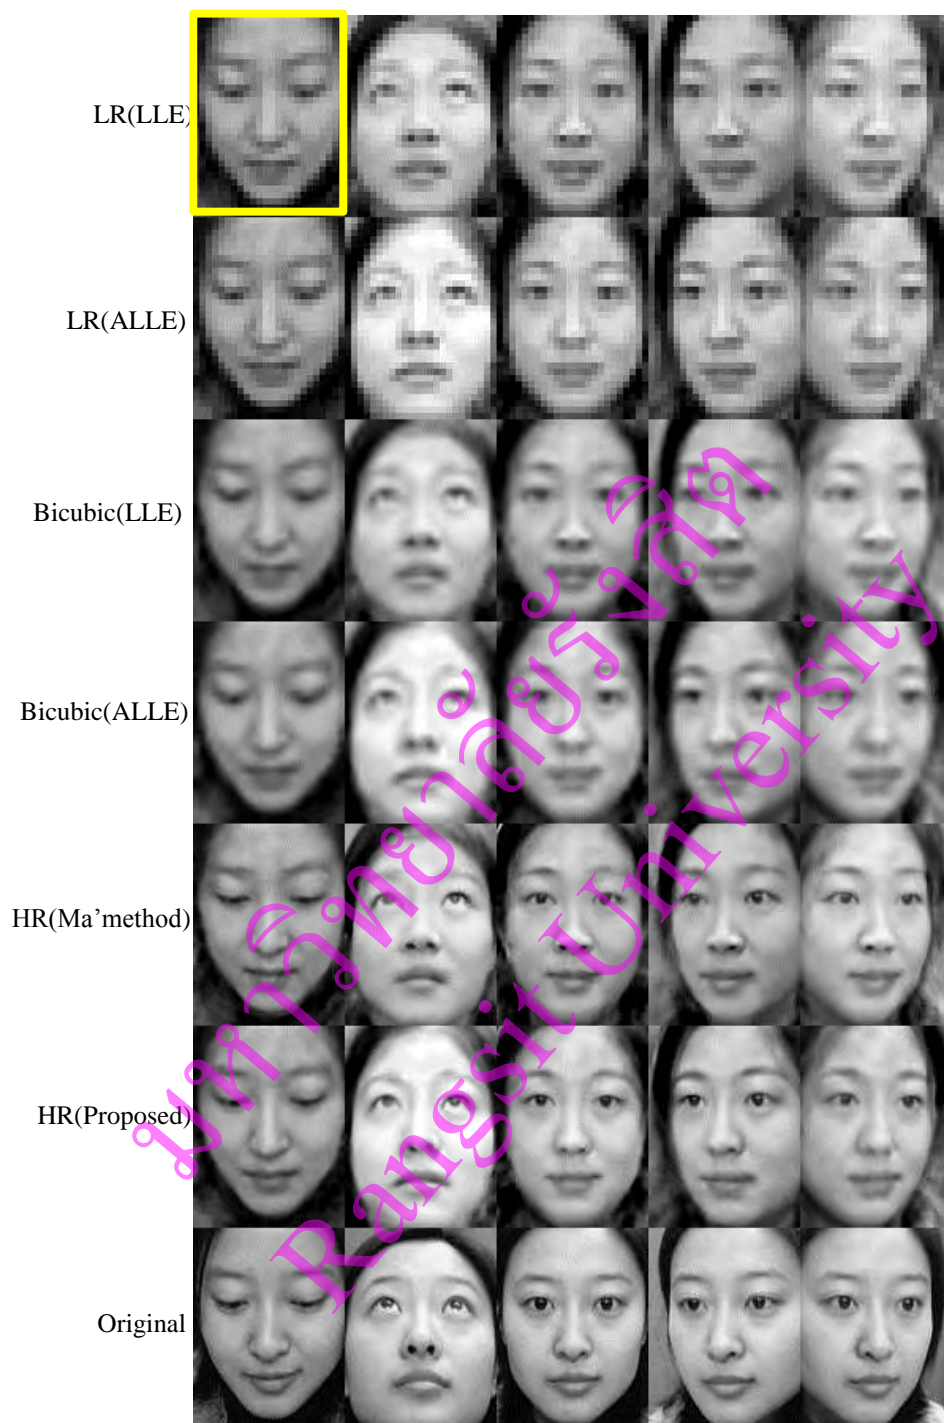 LR(LLE)
LR(ALLE)
Bicubic(LLE)
Bicubic(ALLE)
HR(Ma’method)
HR(Proposed)
Original
มหาวิทยาลัยรังสิต
Rangsit University